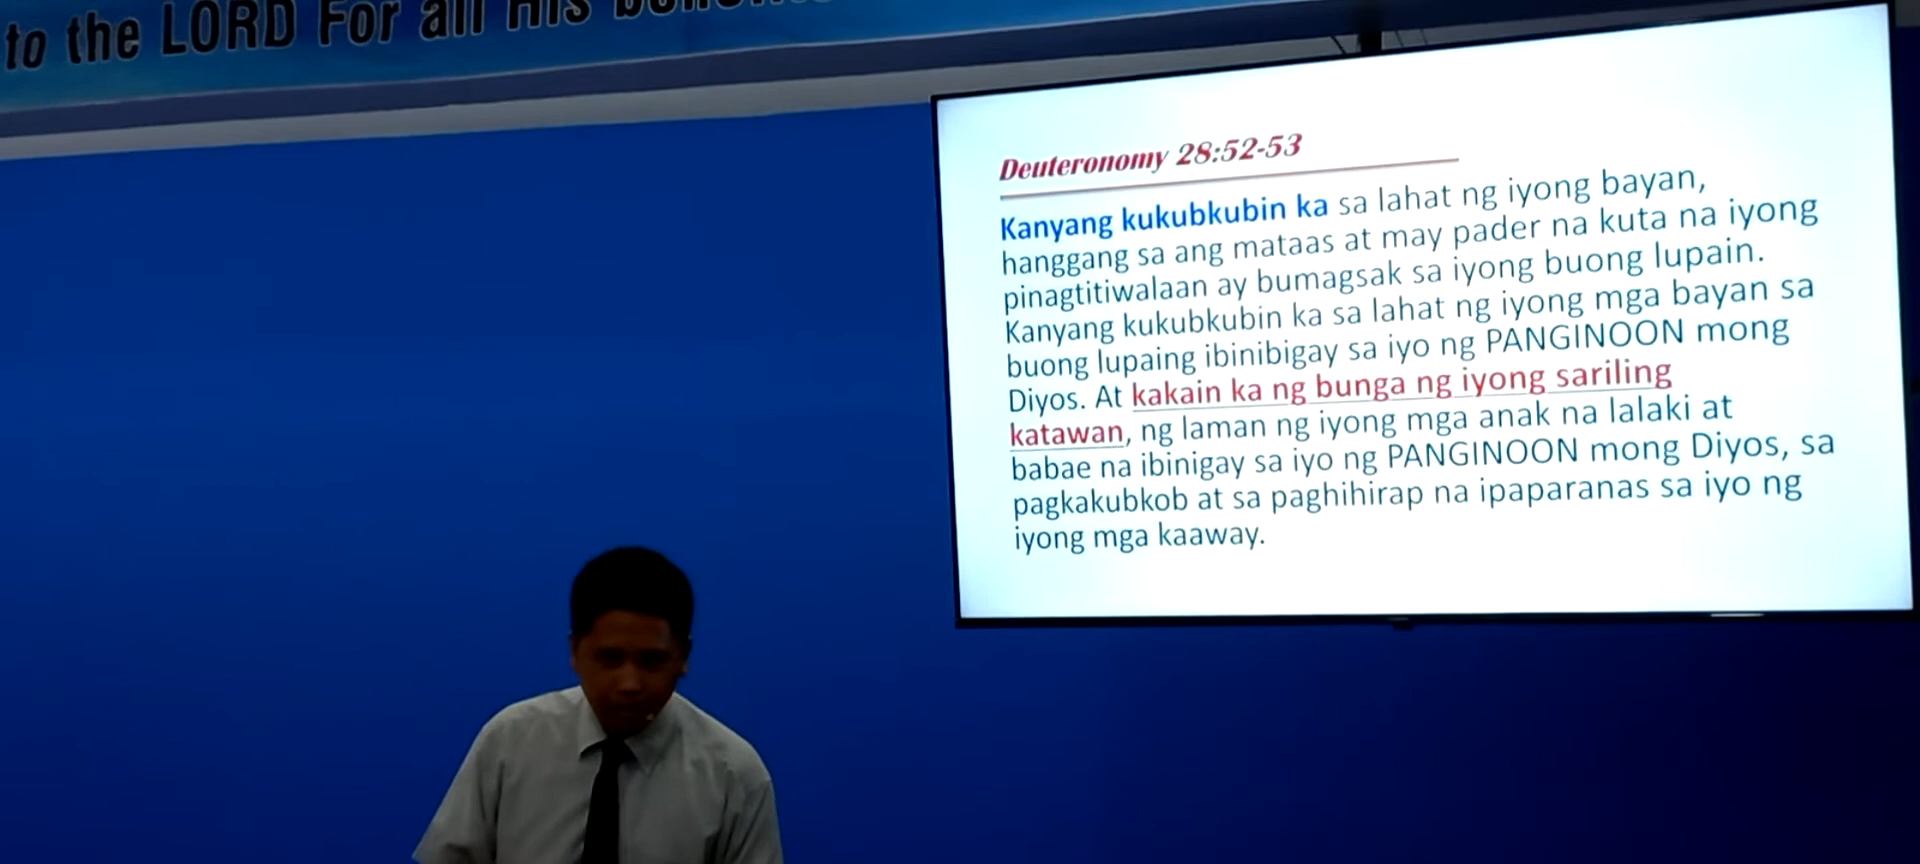 to the LORD For all His
Deuteronomy 28:52-53
Kanyang kukubkubin ka sa lahat ng iyong bayan,
hanggang sa ang mataas at may pader na kuta na iyong
pinagtitiwalaan ay bumagsak sa iyong buong lupain.
Kanyang kukubkubin ka sa lahat ng iyong mga bayan sa
buong lupaing ibinibigay sa iyo ng PANGINOON mong
Diyos. At kakain ka ng bunga ng iyong sariling
katawan, ng laman ng iyong mga anak na lalaki at
babae na ibinigay sa iyo ng PANGINOON mong Diyos, sa
pagkakubkob at sa paghihirap na ipaparanas sa iyo ng
iyong mga kaaway.